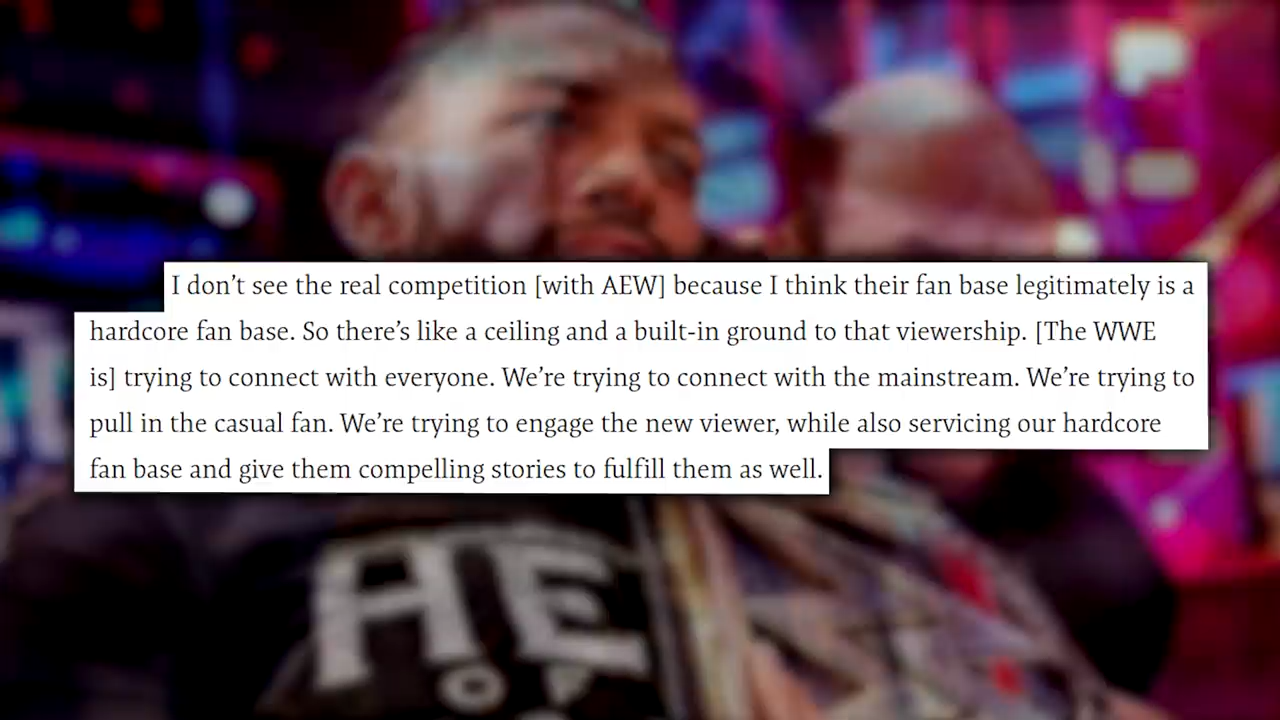 I don’t see the real competition [with AEW] because I think their fan base legitimately is a
hardcore fan base. So there’s like a ceiling and a built-in ground to that viewership. [The WWE
is] trying to connect with everyone. We’re trying to connect with the mainstream. We’re trying to
pull in the casual fan. We’re trying to engage the new viewer, while also servicing our hardcore
fan base and give them compelling stories to fulfill them as well.